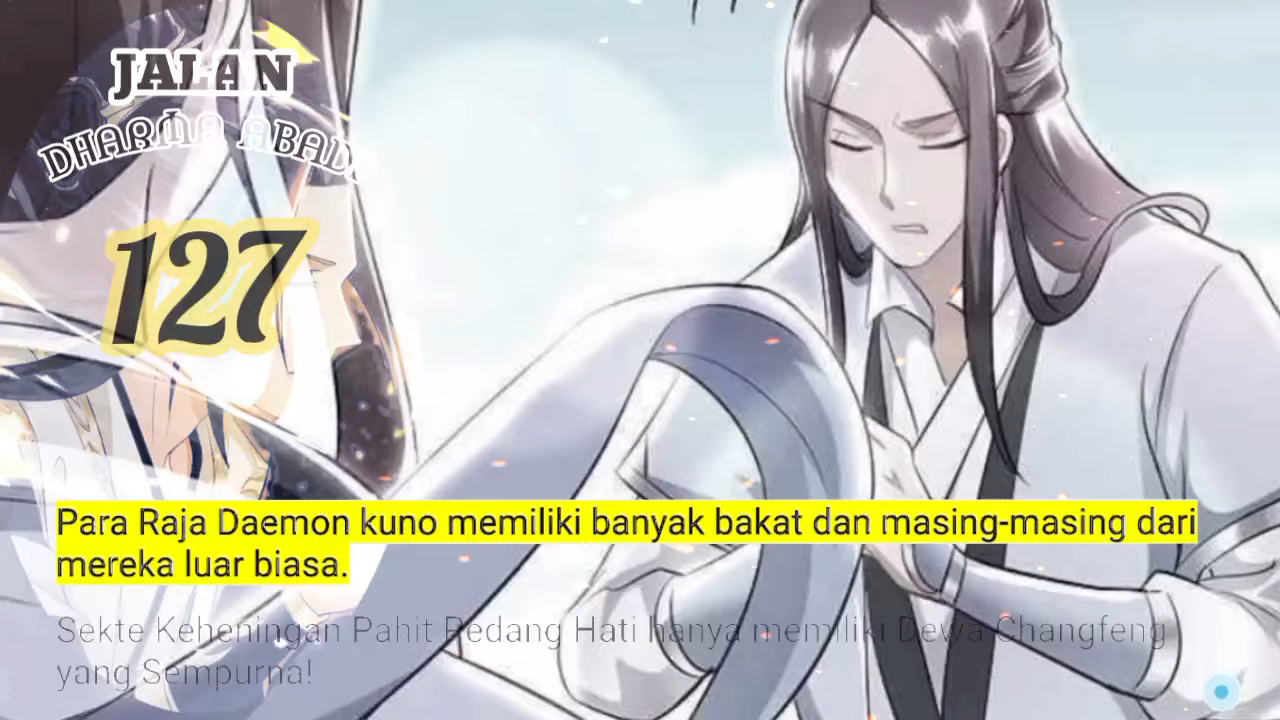 JALAN
DHARMA ABADI
127
Para Raja Daemon kuno memiliki banyak bakat dan masing-masing dari
mereka luar biasa.
Sekte Keheningan Pahit Pedang Hati hanya memiliki Dewa Changfeng
yang Sempurna!